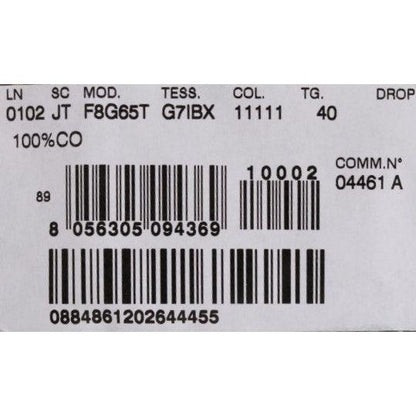 LN SC MOD. TESS. COL. TG. DROP
0102 JT F8G65T G7IBX 11111 40
100%CO
COMM.N°
04461 A
10002
89
8 056305 094369
0884861202644455